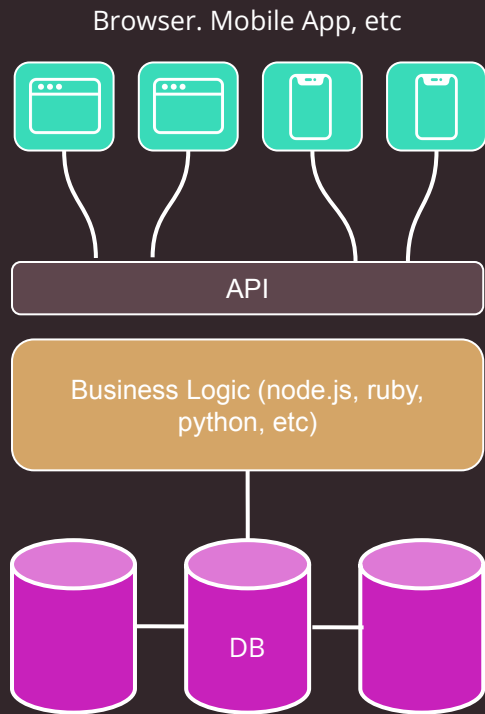 Browser. Mobile App, etc
API
Business Logic (node.js, ruby,
python, etc)
DB